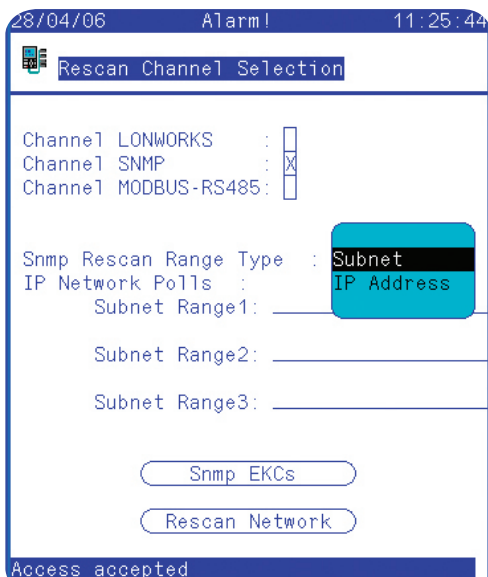 28/04/06 Alarm! 11:25:44
Rescan Channel Selection
Channel LONWORKS :
Channel SNMP : X
Channel MODBUS-RS485:
Snmp Rescan Range Type : Subnet
IP Network Polls : IP Address
Subnet Range1:
Subnet Range2:
Subnet Range3:
Snmp EKCs
Rescan Network
Access accepted